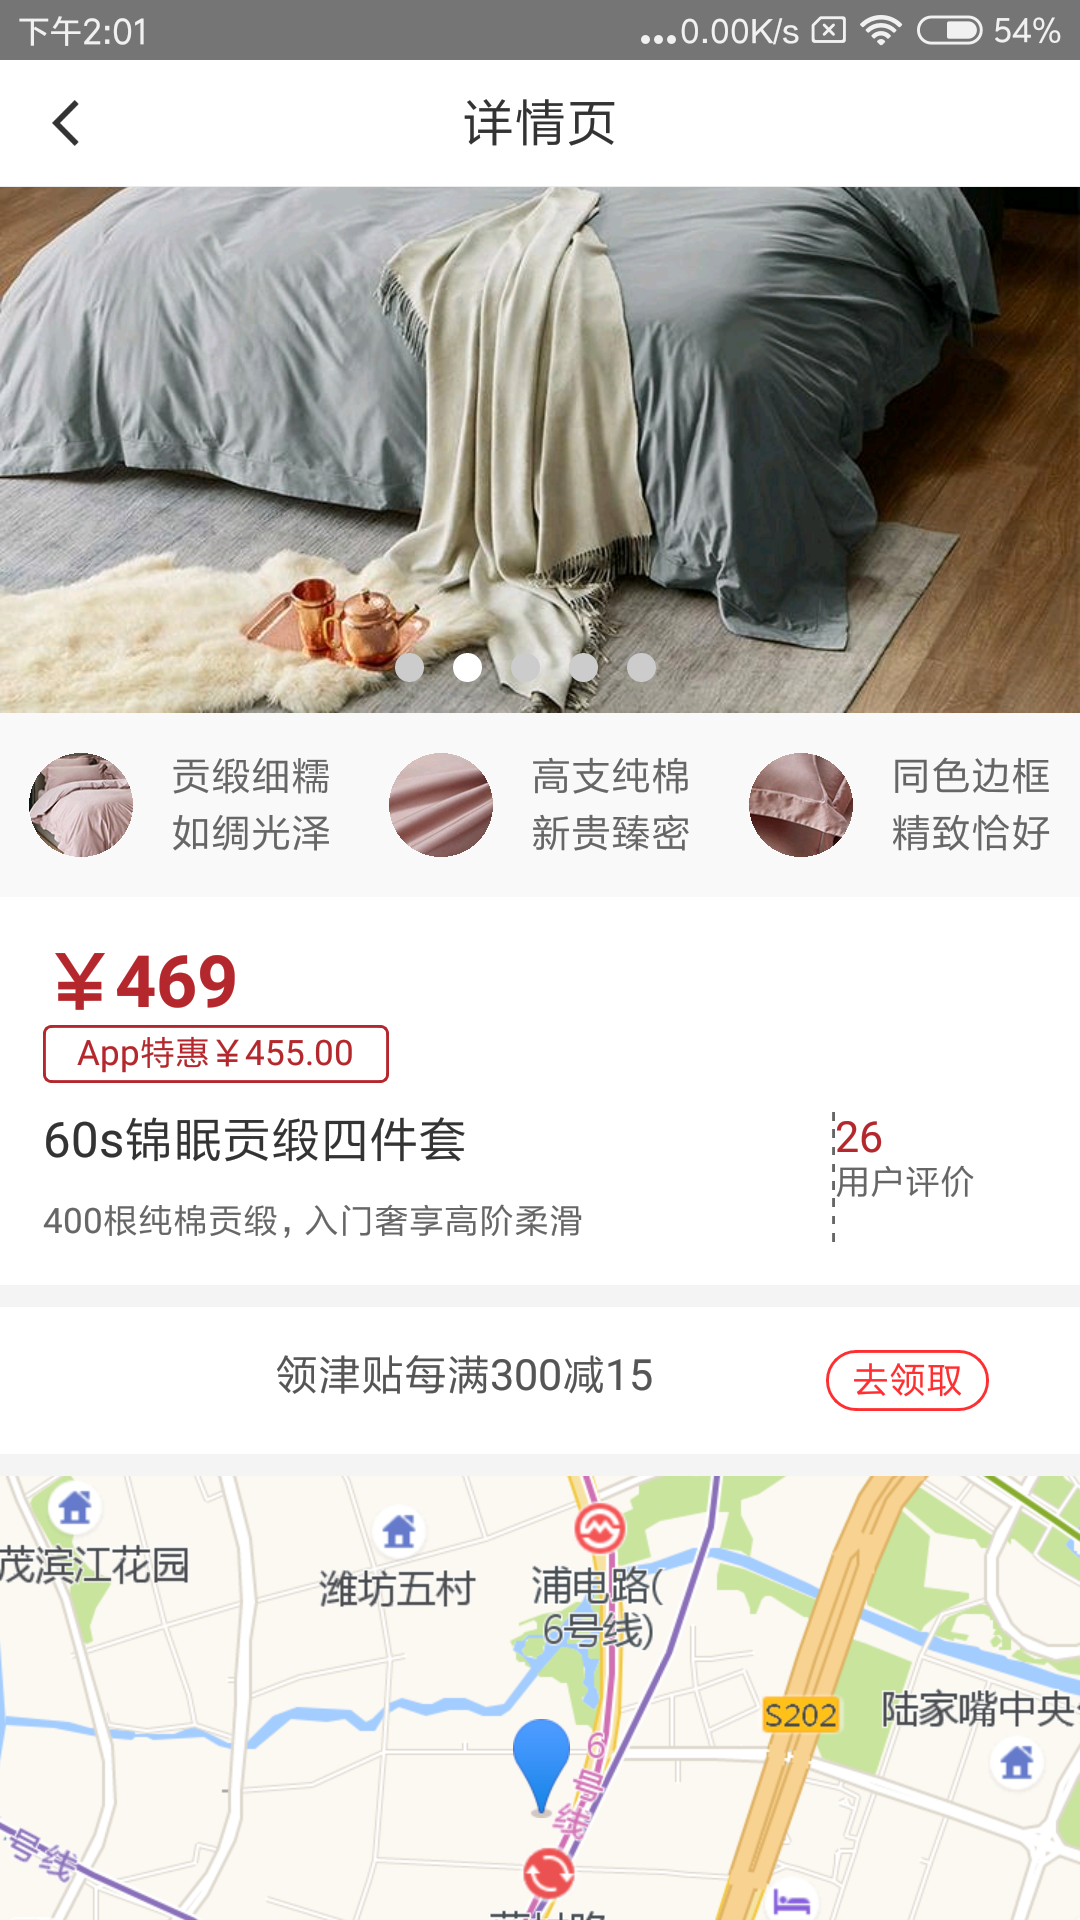 下午2:01
...0.00K/s
54%
详情页
贡缎细糯
如绸光泽
高支纯棉
新贵臻密
同色边框
精致恰好
¥469
App特惠¥455.00
60s锦眠贡缎四件套
400根纯棉贡缎，入门奢享高阶柔滑
26
用户评价
领津贴每满300减15
去领取
茂滨江花园
潍坊五村
浦电路(
6号线)
S202
陆家嘴中央
6号线
号线